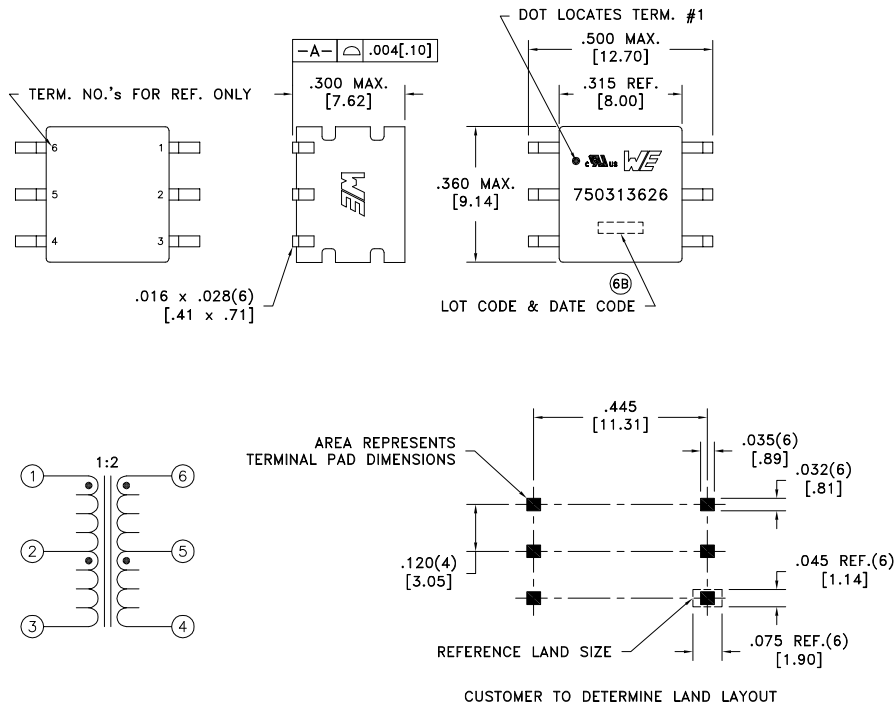 DOT LOCATES TERM. #1
-A- .004[.10]
.500 MAX.
[12.70]
.300 MAX.
[7.62]
.315 REF.
[8.00]
TERM. NO.'s FOR REF. ONLY
6 1
5 2
4 3
WE
c US WE
750313626
.360 MAX.
[9.14]
.016 x .028(6)
[.41 x .71]
6B
LOT CODE & DATE CODE
1:2
1 6
2 5
3 4
.445
[11.31]
AREA REPRESENTS
TERMINAL PAD DIMENSIONS
.035(6)
[.89]
.032(6)
[.81]
.120(4)
[3.05]
.045 REF.(6)
[1.14]
REFERENCE LAND SIZE
.075 REF.(6)
[1.90]
CUSTOMER TO DETERMINE LAND LAYOUT